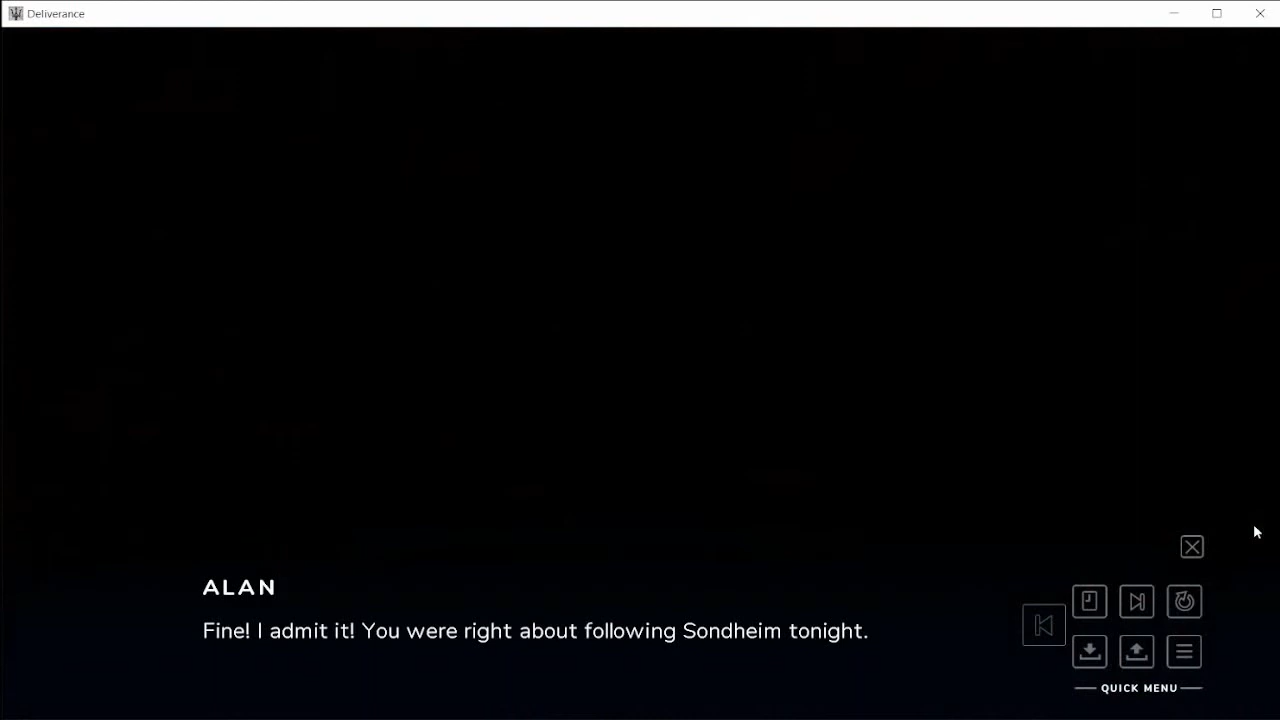 Deliverance
ALAN
Fine! I admit it! You were right about following Sondheim tonight.
QUICK MENU